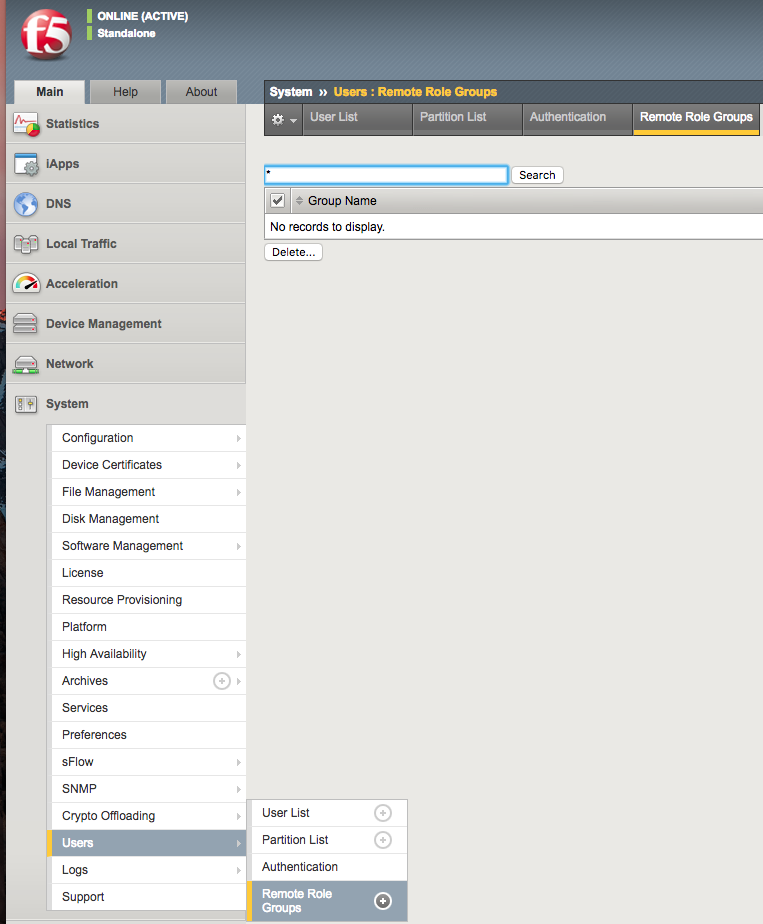 f5
ONLINE (ACTIVE)
Standalone
Main
Help
About
System » Users : Remote Role Groups
User List
Partition List
Authentication
Remote Role Groups
*
Search
Group Name
No records to display.
Delete...
Statistics
iApps
DNS
Local Traffic
Acceleration
Device Management
Network
System
Configuration
Device Certificates
File Management
Disk Management
Software Management
License
Resource Provisioning
Platform
High Availability
Archives
Services
Preferences
sFlow
SNMP
Crypto Offloading
Users
Logs
Support
User List
Partition List
Authentication
Remote Role
Groups